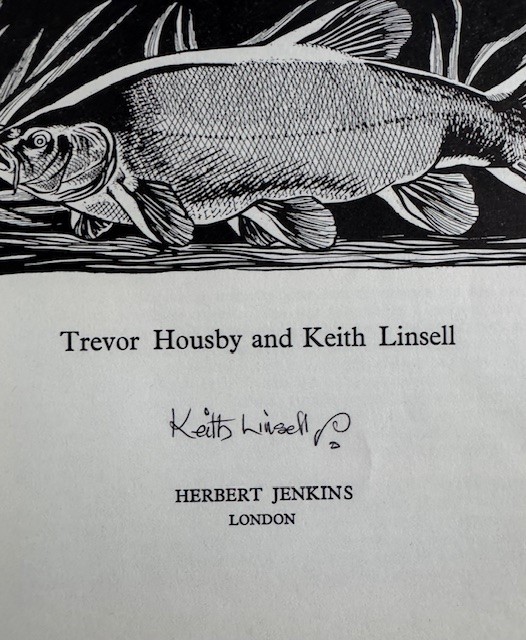 Trevor Housby and Keith Linsell
Keith Linsell
HERBERT JENKINS
LONDON